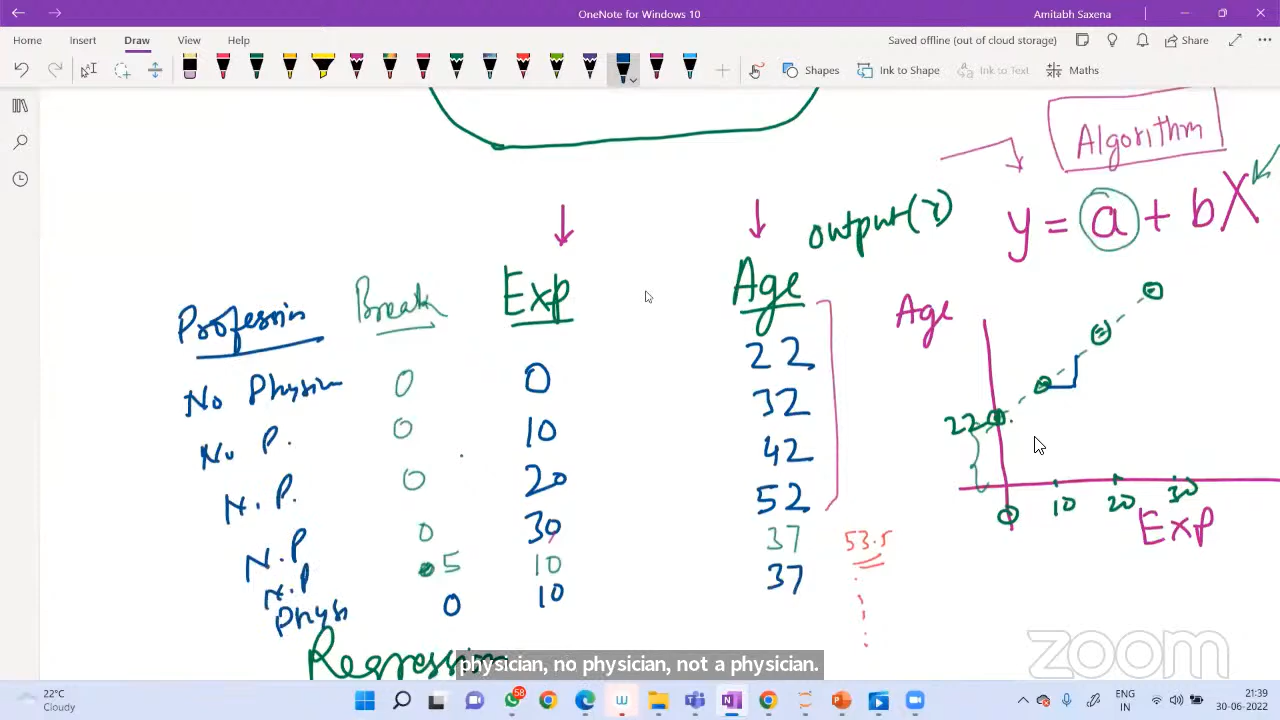 OneNote for Windows 10
Amitabh Saxena
Home Insert Draw View Help
Saved offline (out of cloud storage)
Share
Shapes
Ink to Shape
Ink to Text
Maths
Algorithm
output(Y)
y = a + bX
Profession Break Exp Age
No Physician 0 0 22
No P. 0 10 32
N.P. 0 20 42
N.P 0 30 52
N.P 5 10 37
Physi 0 10 37
53.5
Age
22
0 10 20 30
Exp
Regression
physician, no physician, not a physician.
zoom
58
22°C
ENG
IN
21:39
30-06-2022